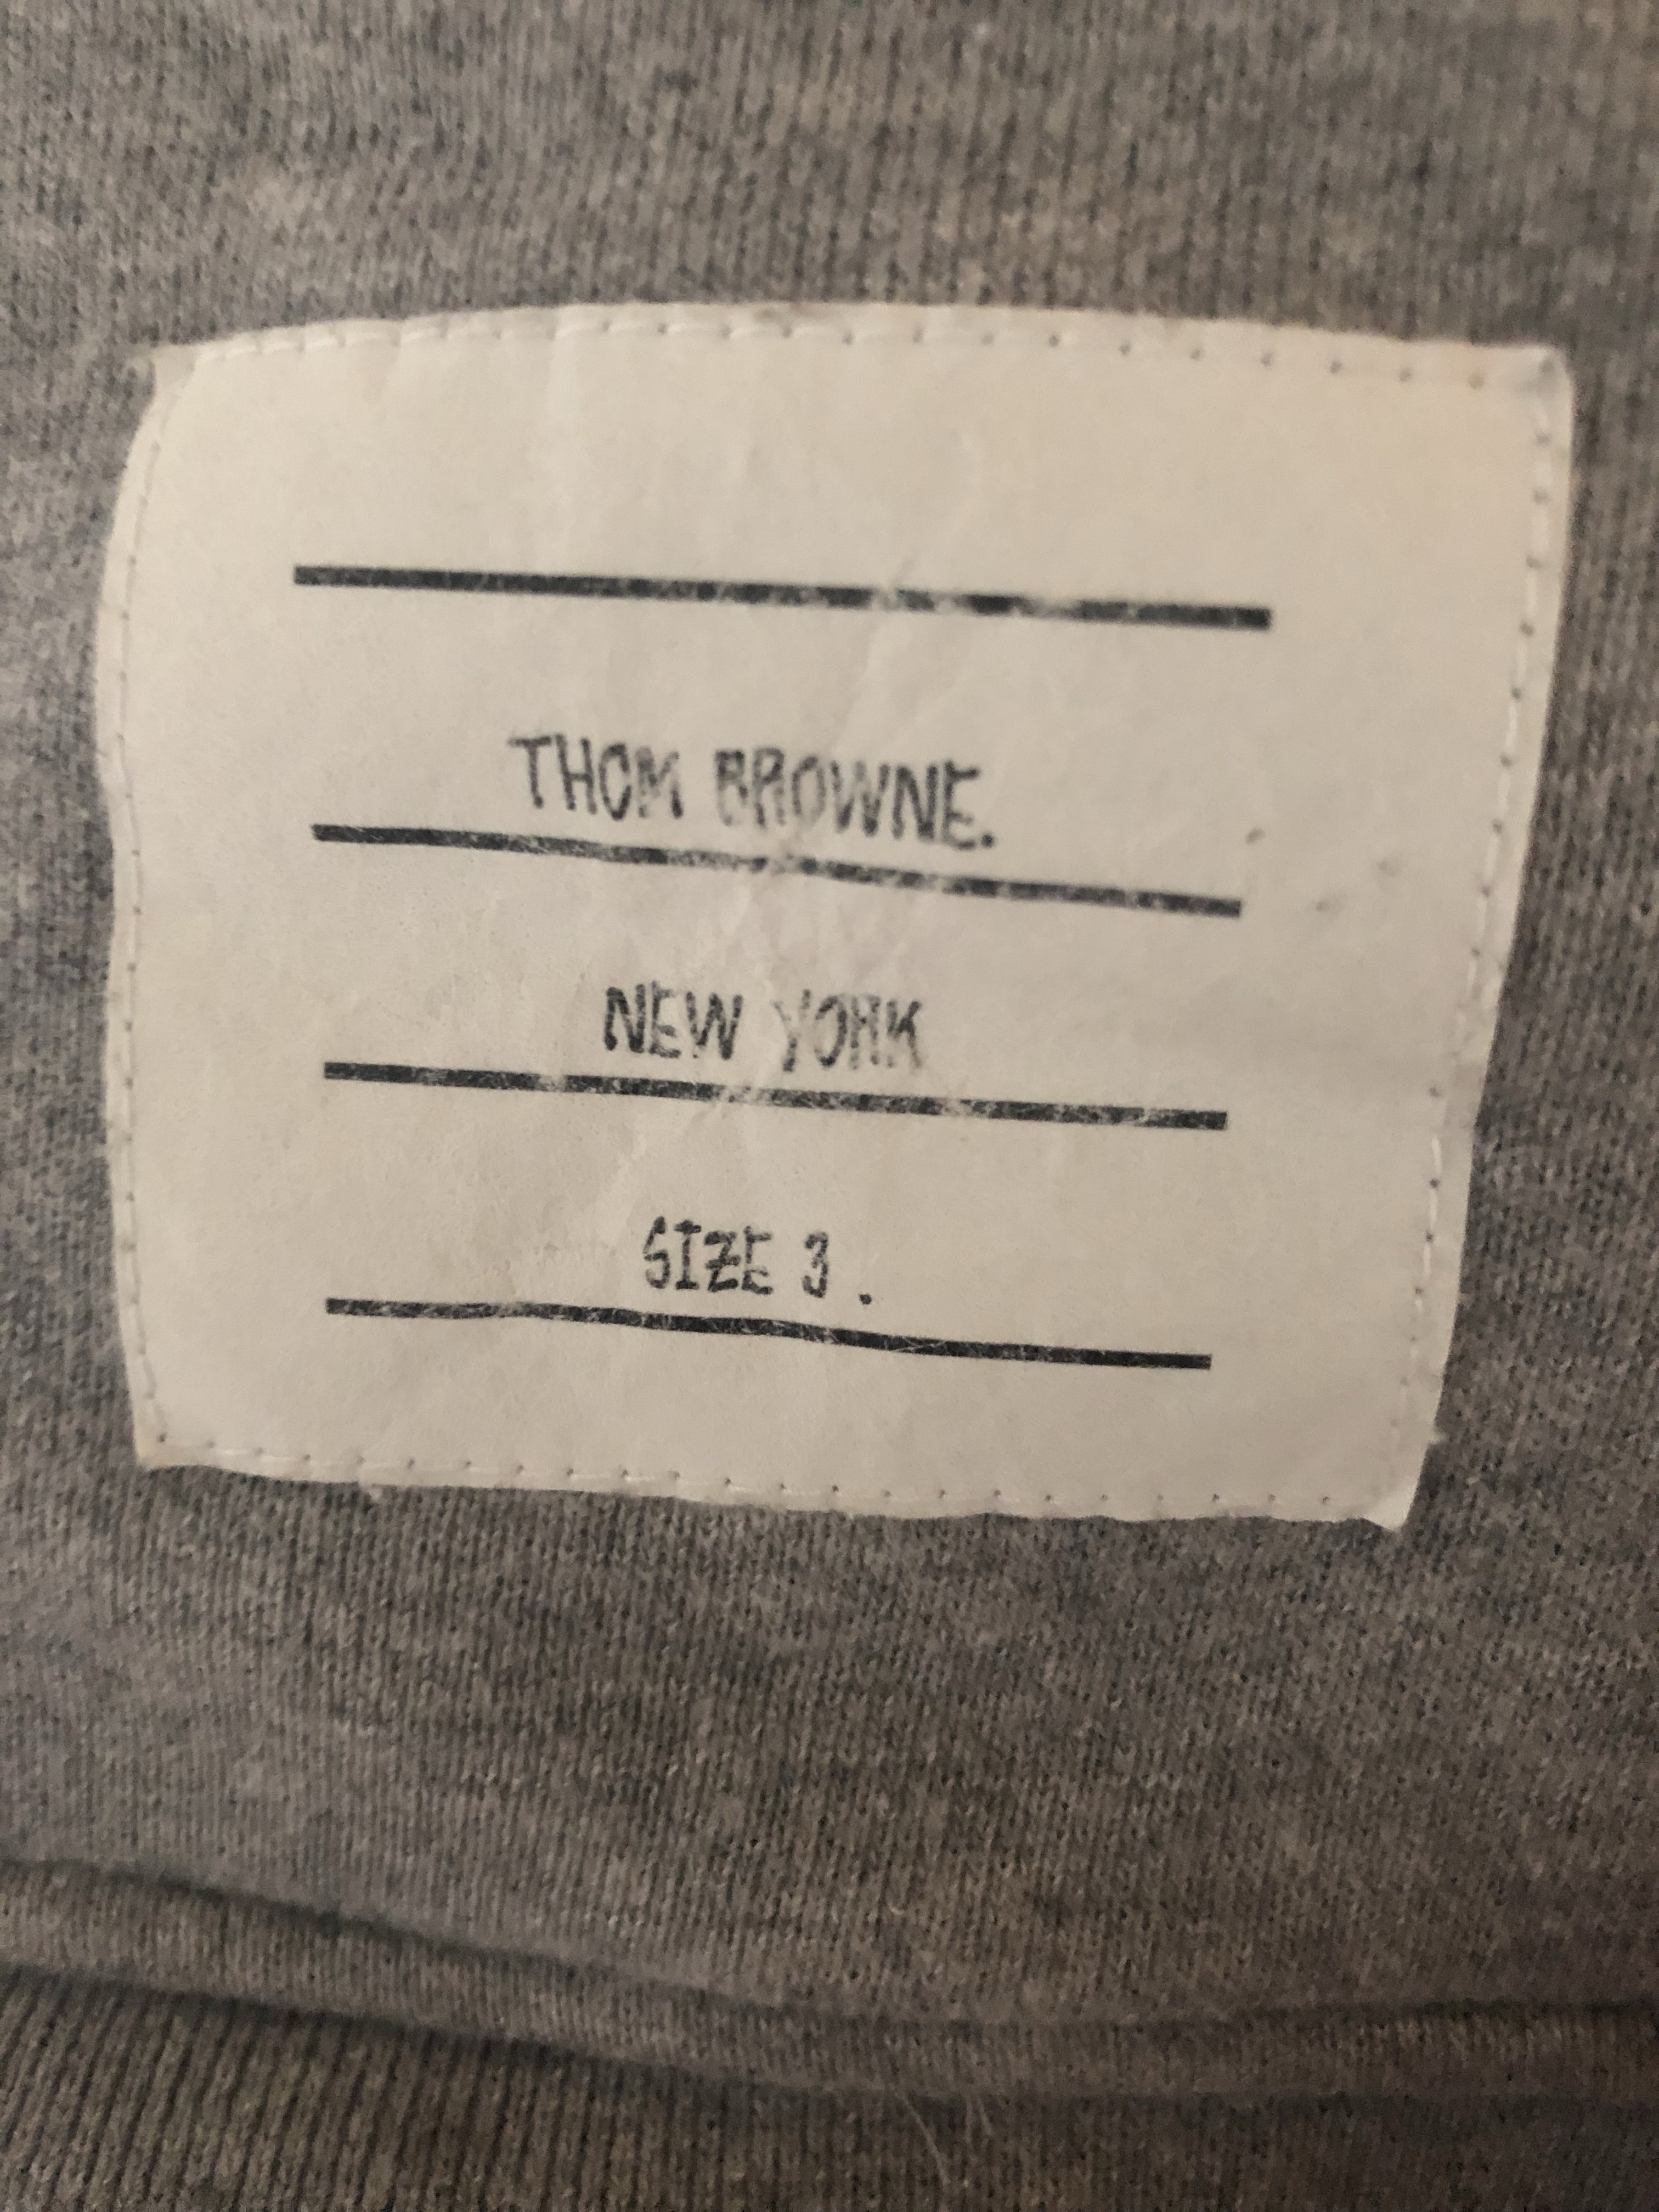 THOM BROWNE.
NEW YORK
SIZE 3.